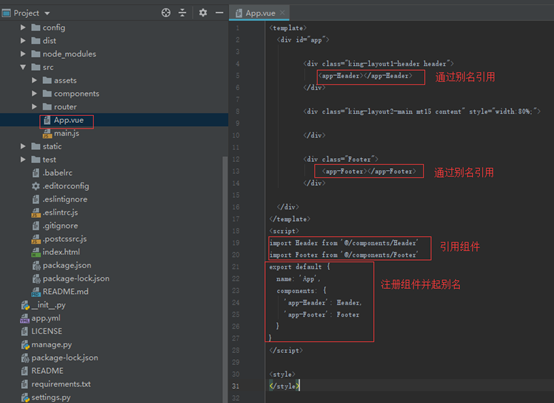 Project
config
dist
node_modules
src
assets
components
router
App.vue
main.js
static
test
.babelrc
.editorconfig
.eslintignore
.eslintrc.js
.gitignore
.postcssrc.js
index.html
package.json
package-lock.json
README.md
__init__.py
app.yml
LICENSE
manage.py
package-lock.json
README
requirements.txt
settings.py
App.vue
1 <template>
2 <div id="app">
3
4 <div class="king-layout1-header header">
5 <app-Header></app-Header> 通过别名引用
6 </div>
7
8 <div class="king-layout2-main mt15 content" style="width:80%;">
9
10 </div>
11
12 <div class="Footer">
13 <app-Footer></app-Footer> 通过别名引用
14 </div>
15
16 </div>
17 </template>
18 <script>
19 import Header from '@/components/Header' 引用组件
20 import Footer from '@/components/Footer'
21 export default {
22 name: 'App', 注册组件并起别名
23 components: {
24 'app-Header': Header,
25 'app-Footer': Footer
26 }
27 }
28 </script>
29
30 <style>
31 </style>
32